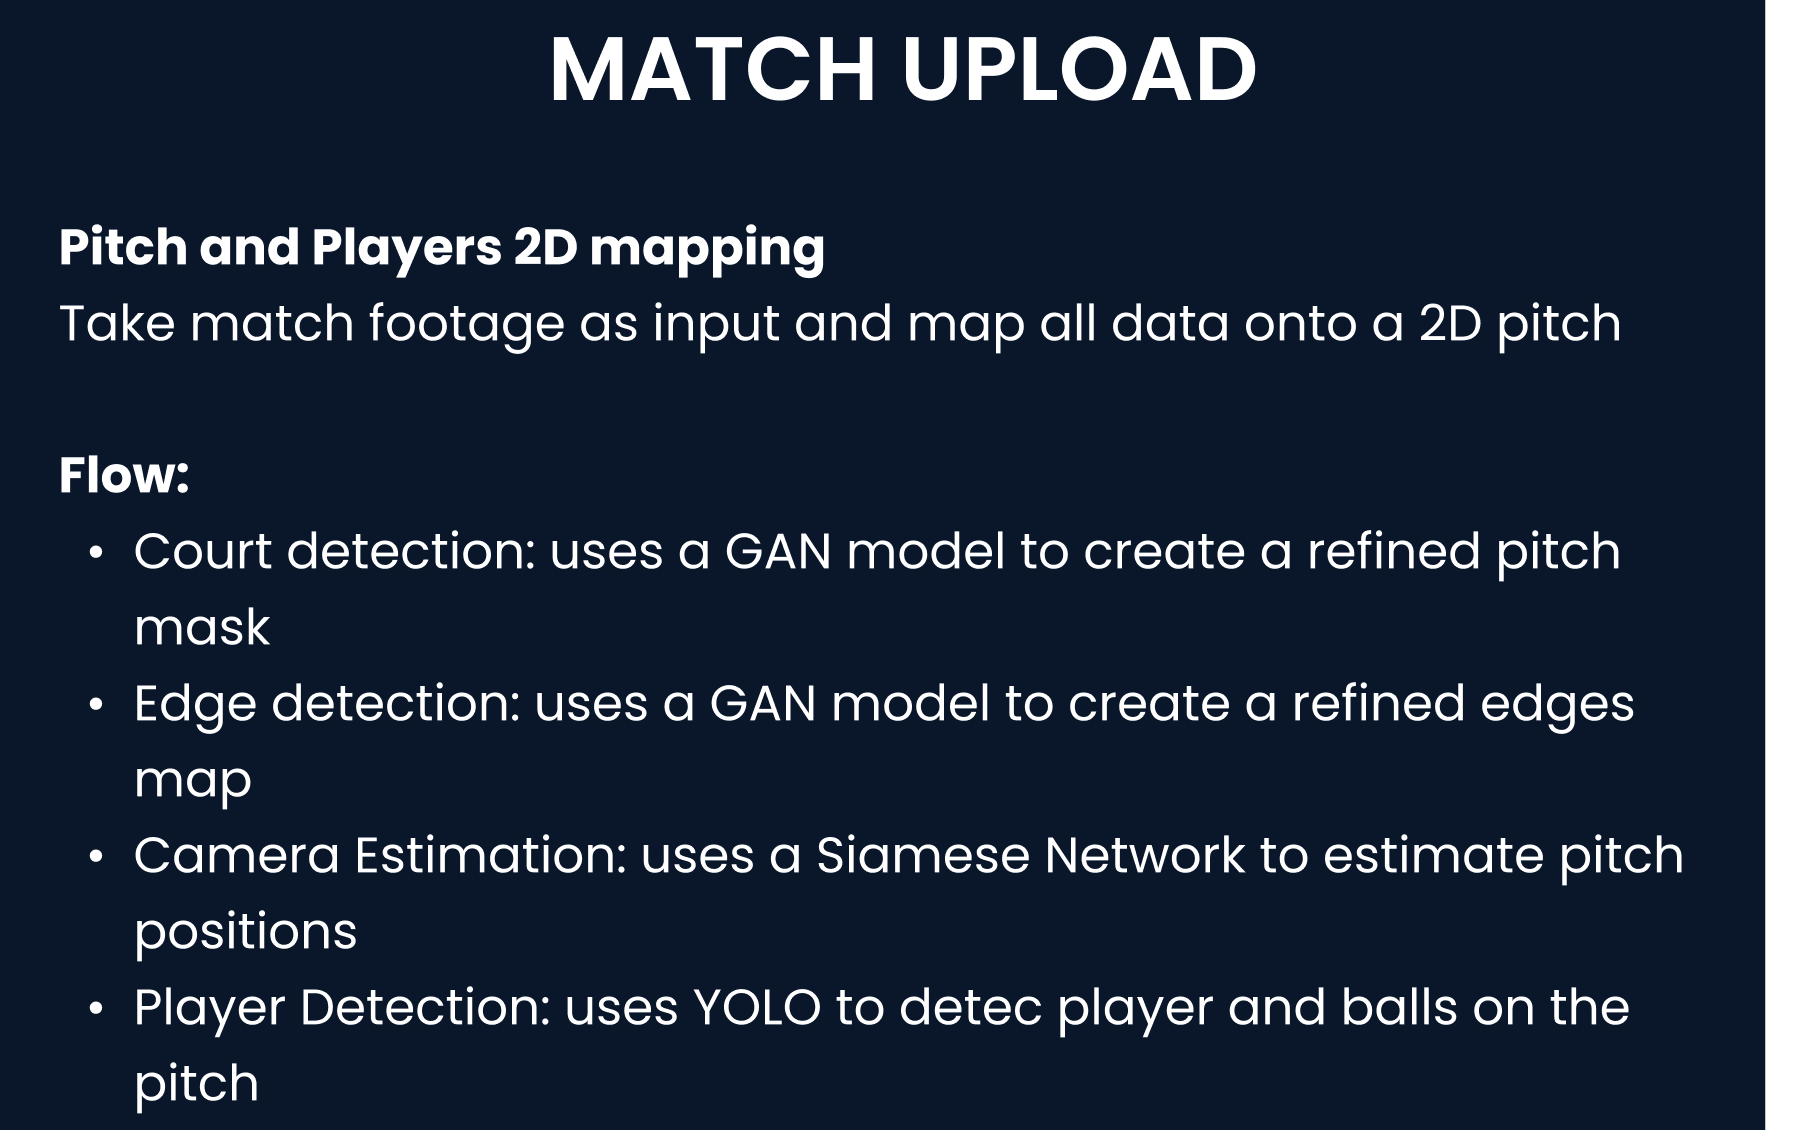 MATCH UPLOAD
Pitch and Players 2D mapping
Take match footage as input and map all data onto a 2D pitch
Flow:
• Court detection: uses a GAN model to create a refined pitch
mask
• Edge detection: uses a GAN model to create a refined edges
map
• Camera Estimation: uses a Siamese Network to estimate pitch
positions
• Player Detection: uses YOLO to detec player and balls on the
pitch